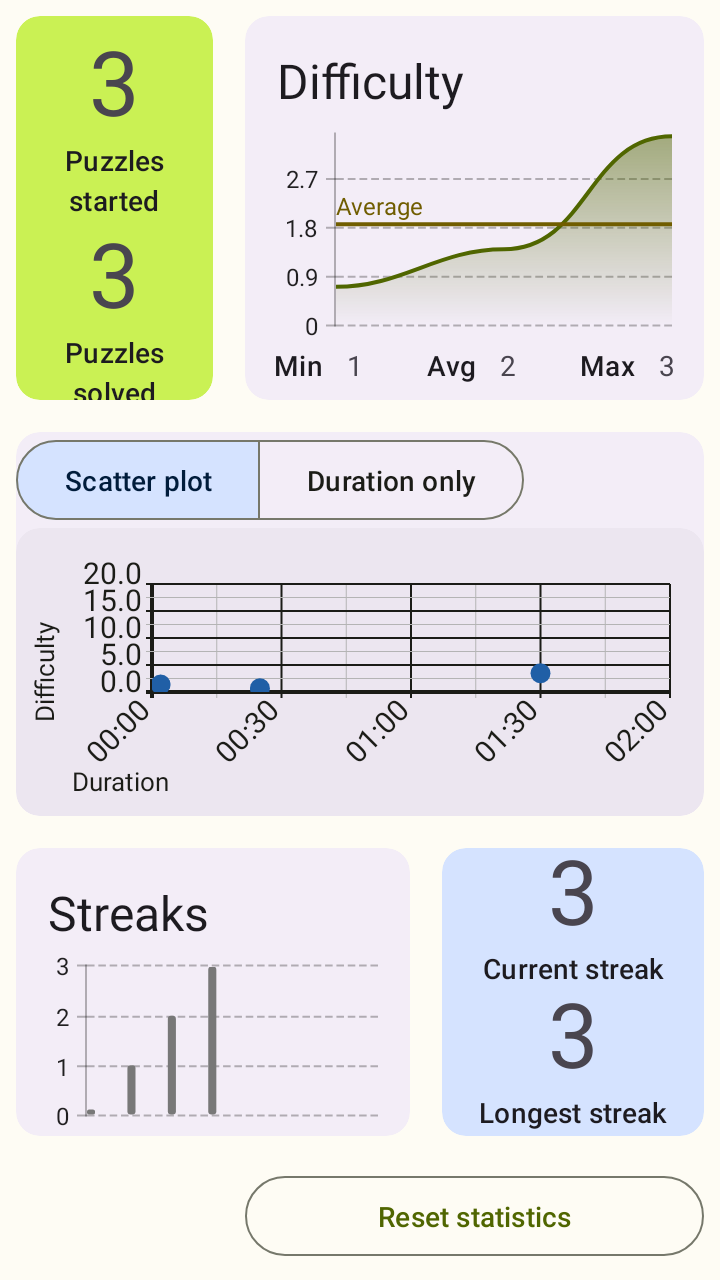 3
Puzzles
started
3
Puzzles
solved
Difficulty
2.7
Average
1.8
0.9
0
Min 1 Avg 2 Max 3
Scatter plot Duration only
20.0
15.0
10.0
5.0
0.0
Difficulty
00:00 00:30 01:00 01:30 02:00
Duration
Streaks
3
2
1
0
3
Current streak
3
Longest streak
Reset statistics